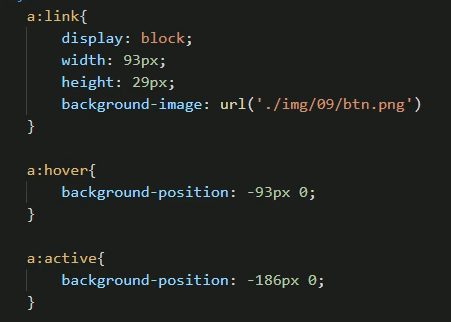 a:link{
display: block;
width: 93px;
height: 29px;
background-image: url('./img/09/btn.png')
}
a:hover{
background-position: -93px 0;
}
a:active{
background-position: -186px 0;
}